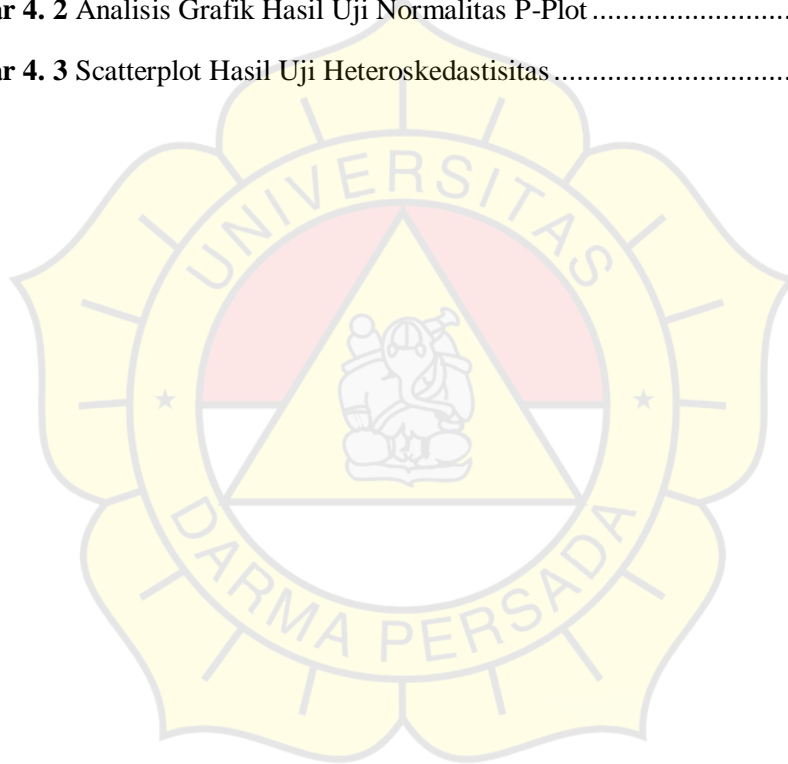 ar 4. 2 Analisis Grafik Hasil Uji Normalitas P-Plot ..................................
ar 4. 3 Scatterplot Hasil Uji Heteroskedastisitas ........................................
UNIVERSITAS
DARMA PERSADA